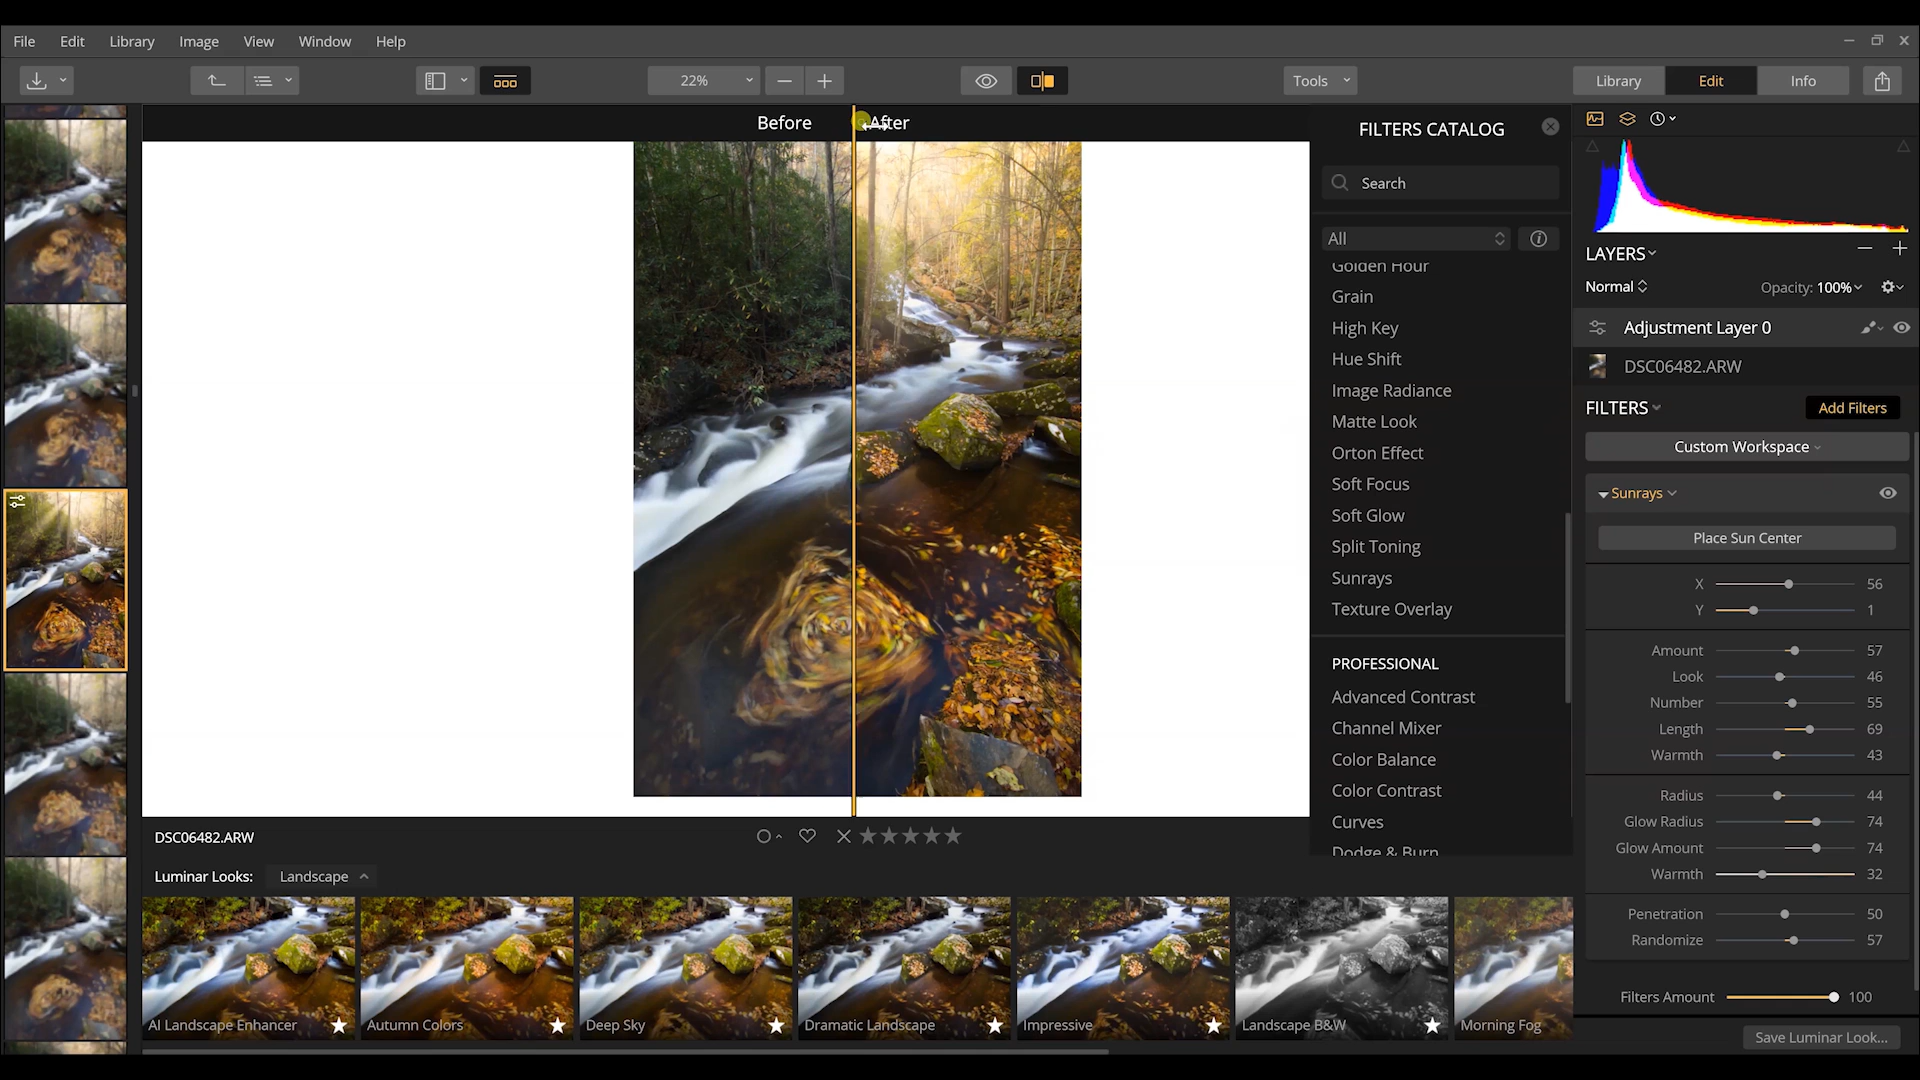 File Edit Library Image View Window Help
22% Tools Library Edit Info
Before After
FILTERS CATALOG
Search
All
Golden Hour
Grain
High Key
Hue Shift
Image Radiance
Matte Look
Orton Effect
Soft Focus
Soft Glow
Split Toning
Sunrays
Texture Overlay
PROFESSIONAL
Advanced Contrast
Channel Mixer
Color Balance
Color Contrast
Curves
Dodge & Burn
LAYERS
Normal Opacity: 100%
Adjustment Layer 0
DSC06482.ARW
FILTERS Add Filters
Custom Workspace
Sunrays
Place Sun Center
X 56
Y 1
Amount 57
Look 46
Number 55
Length 69
Warmth 43
Radius 44
Glow Radius 74
Glow Amount 74
Warmth 32
Penetration 50
Randomize 57
Filters Amount 100
Save Luminar Look...
DSC06482.ARW
Luminar Looks: Landscape
AI Landscape Enhancer Autumn Colors Deep Sky Dramatic Landscape Impressive Landscape B&W Morning Fog